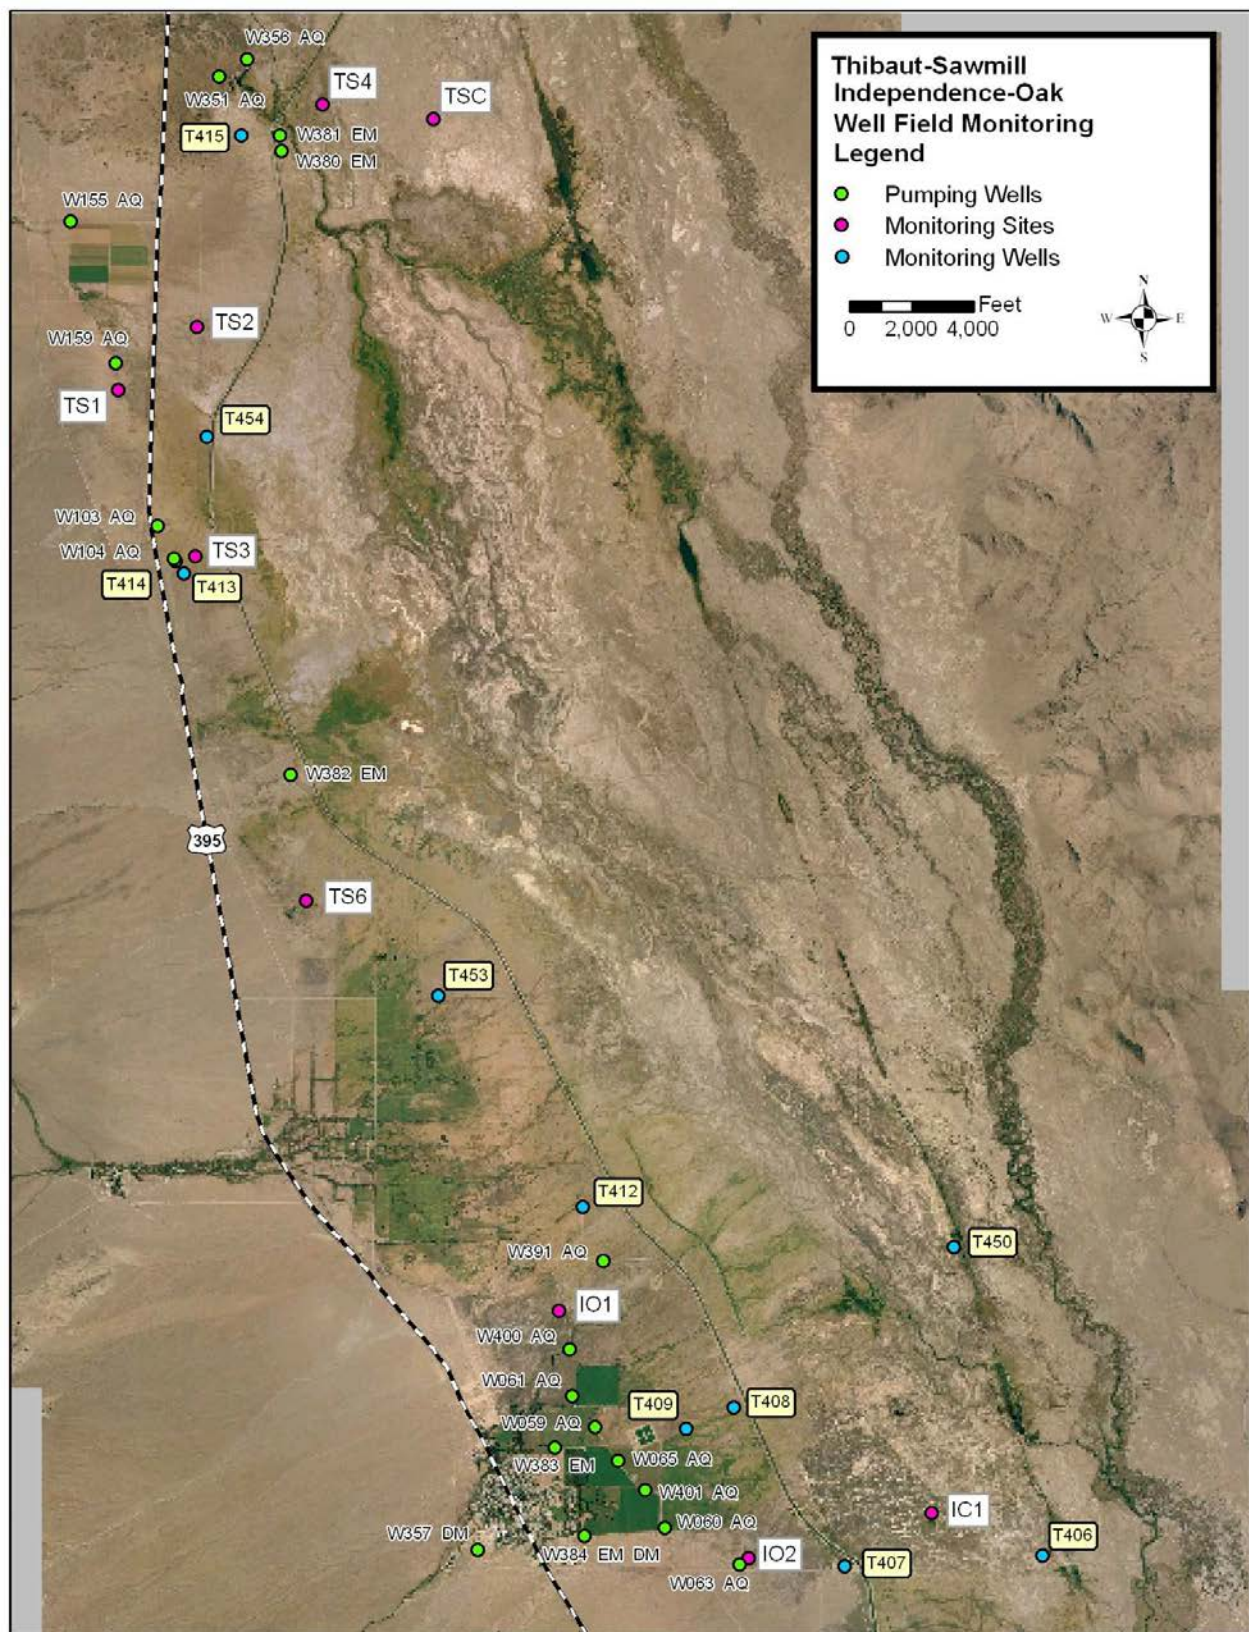 Thibaut-Sawmill
Independence-Oak
Well Field Monitoring
Legend
Pumping Wells
Monitoring Sites
Monitoring Wells
Feet
0 2,000 4,000
N
W E
S
W356 AQ
W351 AQ
TS4
TSC
T415
W381 EM
W380 EM
W155 AQ
TS2
W159 AQ
TS1
T454
W103 AQ
W104 AQ
TS3
T414
T413
W382 EM
395
TS6
T453
T412
T450
W391 AQ
IO1
W400 AQ
W061 AQ
T408
T409
W059 AQ
W383 EM
W065 AQ
W401 AQ
IC1
W060 AQ
W357 DM
W384 EM DM
IO2
T406
T407
W063 AQ